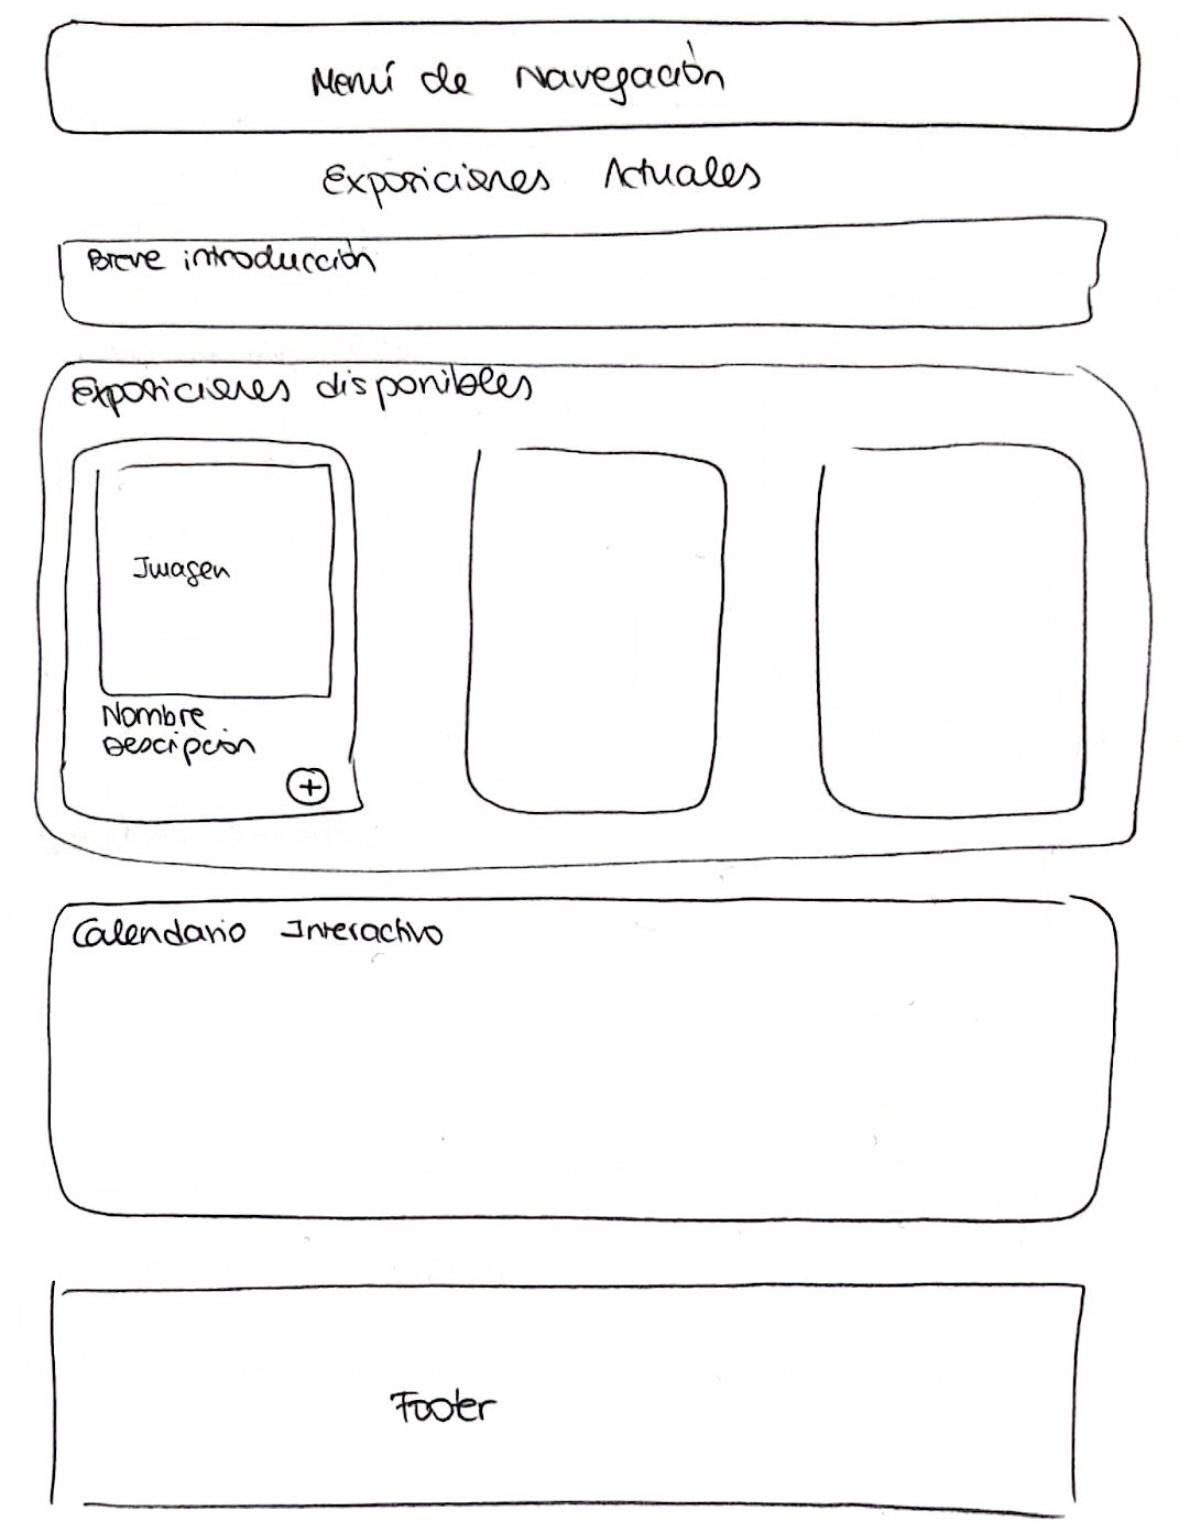 Menú de Navegación
Exposiciones Actuales
Breve introducción
Exposiciones disponibles
Imagen
Nombre
Descripción
+
Calendario Interactivo
Footer